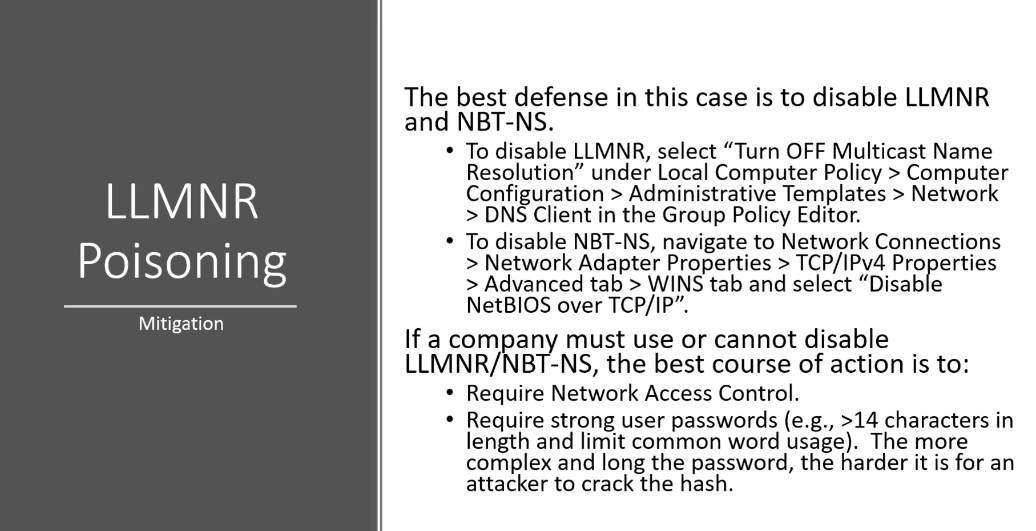 LLMNR
Poisoning
Mitigation
The best defense in this case is to disable LLMNR
and NBT-NS.
• To disable LLMNR, select “Turn OFF Multicast Name
Resolution” under Local Computer Policy > Computer
Configuration > Administrative Templates > Network
> DNS Client in the Group Policy Editor.
• To disable NBT-NS, navigate to Network Connections
> Network Adapter Properties > TCP/IPv4 Properties
> Advanced tab > WINS tab and select “Disable
NetBIOS over TCP/IP”.
If a company must use or cannot disable
LLMNR/NBT-NS, the best course of action is to:
• Require Network Access Control.
• Require strong user passwords (e.g., >14 characters in
length and limit common word usage).  The more
complex and long the password, the harder it is for an
attacker to crack the hash.